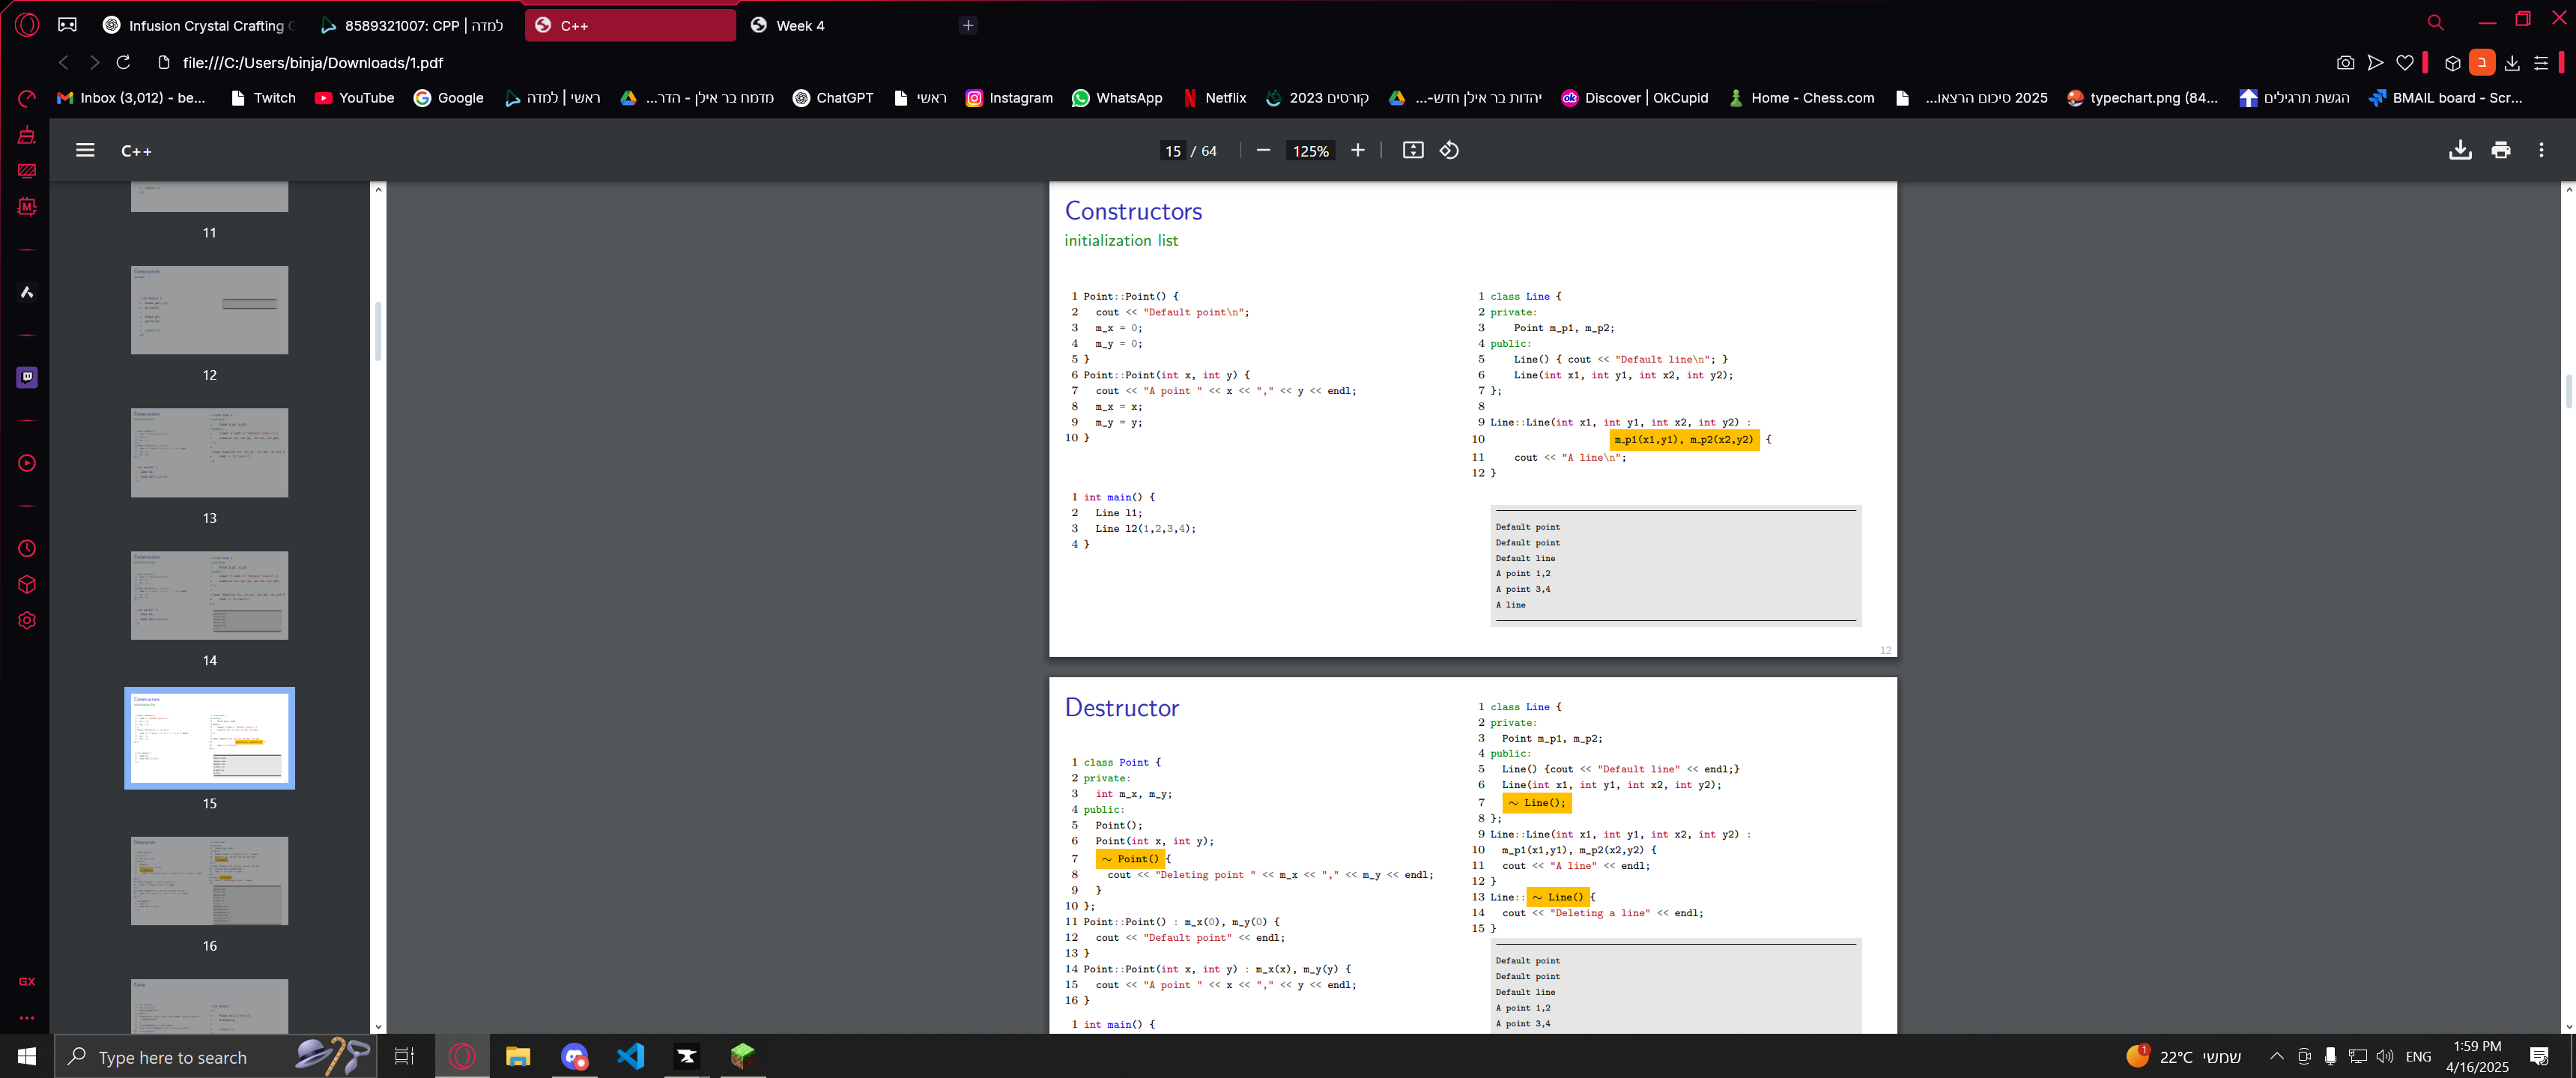 Infusion Crystal Crafting
8589321007: CPP | למדה
C++
Week 4
file:///C:/Users/binja/Downloads/1.pdf
Inbox (3,012) - be...
Twitch
YouTube
Google
ראשי | למדה
מדמח בר אילן - הדר...
ChatGPT
ראשי
Instagram
WhatsApp
Netflix
קורסים 2023
יהדות בר אילן חדש-...
Discover | OkCupid
Home - Chess.com
2025 סיכום הרצאו...
typechart.png (84...
הגשת תרגילים
BMAIL board - Scr...
C++
15 / 64
125%
11
12
13
14
15
16
Constructors
initialization list
1 Point::Point() {
2 cout << "Default point\n";
3 m_x = 0;
4 m_y = 0;
5 }
6 Point::Point(int x, int y) {
7 cout << "A point " << x << "," << y << endl;
8 m_x = x;
9 m_y = y;
10 }
1 int main() {
2 Line l1;
3 Line l2(1,2,3,4);
4 }
1 class Line {
2 private:
3 Point m_p1, m_p2;
4 public:
5 Line() { cout << "Default line\n"; }
6 Line(int x1, int y1, int x2, int y2);
7 };
8
9 Line::Line(int x1, int y1, int x2, int y2) :
10 m_p1(x1,y1), m_p2(x2,y2) {
11 cout << "A line\n";
12 }
Default point
Default point
Default line
A point 1,2
A point 3,4
A line
12
Destructor
1 class Point {
2 private:
3 int m_x, m_y;
4 public:
5 Point();
6 Point(int x, int y);
7 ~ Point() {
8 cout << "Deleting point " << m_x << "," << m_y << endl;
9 }
10 };
11 Point::Point() : m_x(0), m_y(0) {
12 cout << "Default point" << endl;
13 }
14 Point::Point(int x, int y) : m_x(x), m_y(y) {
15 cout << "A point " << x << "," << y << endl;
16 }
1 int main() {
1 class Line {
2 private:
3 Point m_p1, m_p2;
4 public:
5 Line() {cout << "Default line" << endl;}
6 Line(int x1, int y1, int x2, int y2);
7 ~ Line();
8 };
9 Line::Line(int x1, int y1, int x2, int y2) :
10 m_p1(x1,y1), m_p2(x2,y2) {
11 cout << "A line" << endl;
12 }
13 Line:: ~ Line() {
14 cout << "Deleting a line" << endl;
15 }
Default point
Default point
Default line
A point 1,2
A point 3,4
GX
Type here to search
1
22°C שמשי
ENG
1:59 PM
4/16/2025